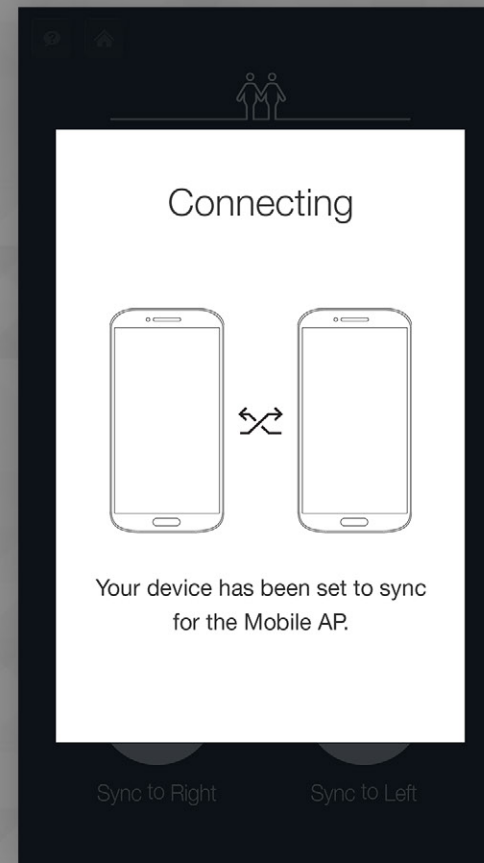 Connecting
Your device has been set to sync
for the Mobile AP.
Sync to Right
Sync to Left